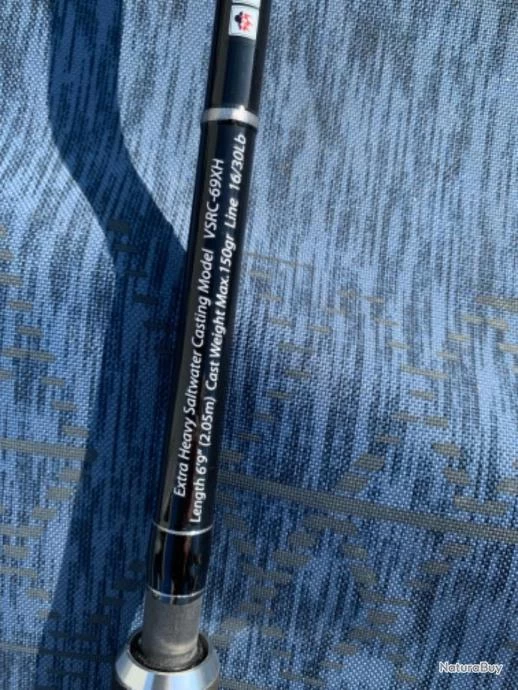 Extra Heavy Saltwater Casting Model VSRC-69XH
Length 6'9" (2.05m) Cast Weight Max.150gr Line 16/30Lb
NaturaBuy